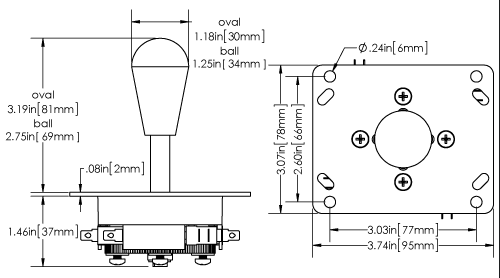 oval
1.18in[30mm]
ball
1.25in[34mm]
Ø.24in[6mm]
oval
3.19in[81mm]
ball
2.75in[69mm]
3.07in[78mm]
2.60in[66mm]
.08in[2mm]
1.46in[37mm]
3.03in[77mm]
3.74in[95mm]